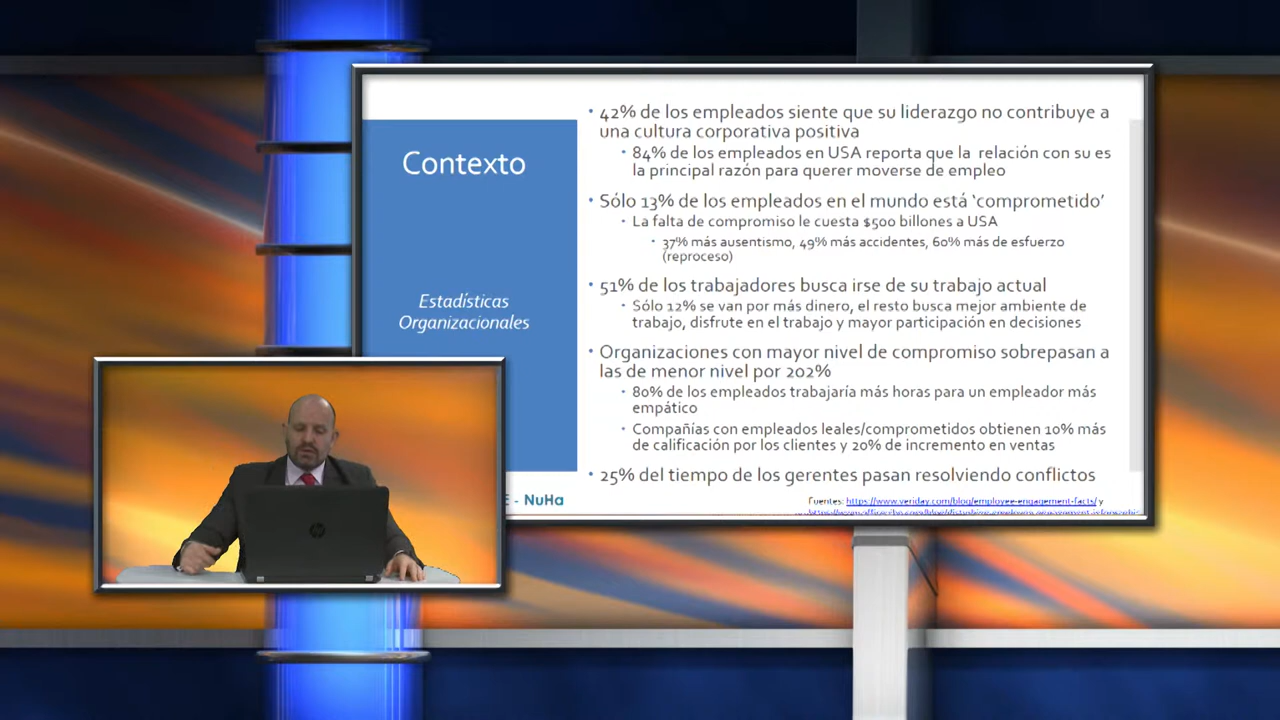 Contexto
Estadísticas
Organizacionales
• 42% de los empleados siente que su liderazgo no contribuye a
una cultura corporativa positiva
• 84% de los empleados en USA reporta que la relación con su es
la principal razón para querer moverse de empleo
• Sólo 13% de los empleados en el mundo está ‘comprometido’
• La falta de compromiso le cuesta $500 billones a USA
• 37% más ausentismo, 49% más accidentes, 60% más de esfuerzo
(reproceso)
• 51% de los trabajadores busca irse de su trabajo actual
• Sólo 12% se van por más dinero, el resto busca mejor ambiente de
trabajo, disfrute en el trabajo y mayor participación en decisiones
• Organizaciones con mayor nivel de compromiso sobrepasan a
las de menor nivel por 202%
• 80% de los empleados trabajaría más horas para un empleador más
empático
• Compañías con empleados leales/comprometidos obtienen 10% más
de calificación por los clientes y 20% de incremento en ventas
• 25% del tiempo de los gerentes pasan resolviendo conflictos
E - NuHa
Fuentes: https://www.veriday.com/blog/employee-engagement-facts/ y
hp